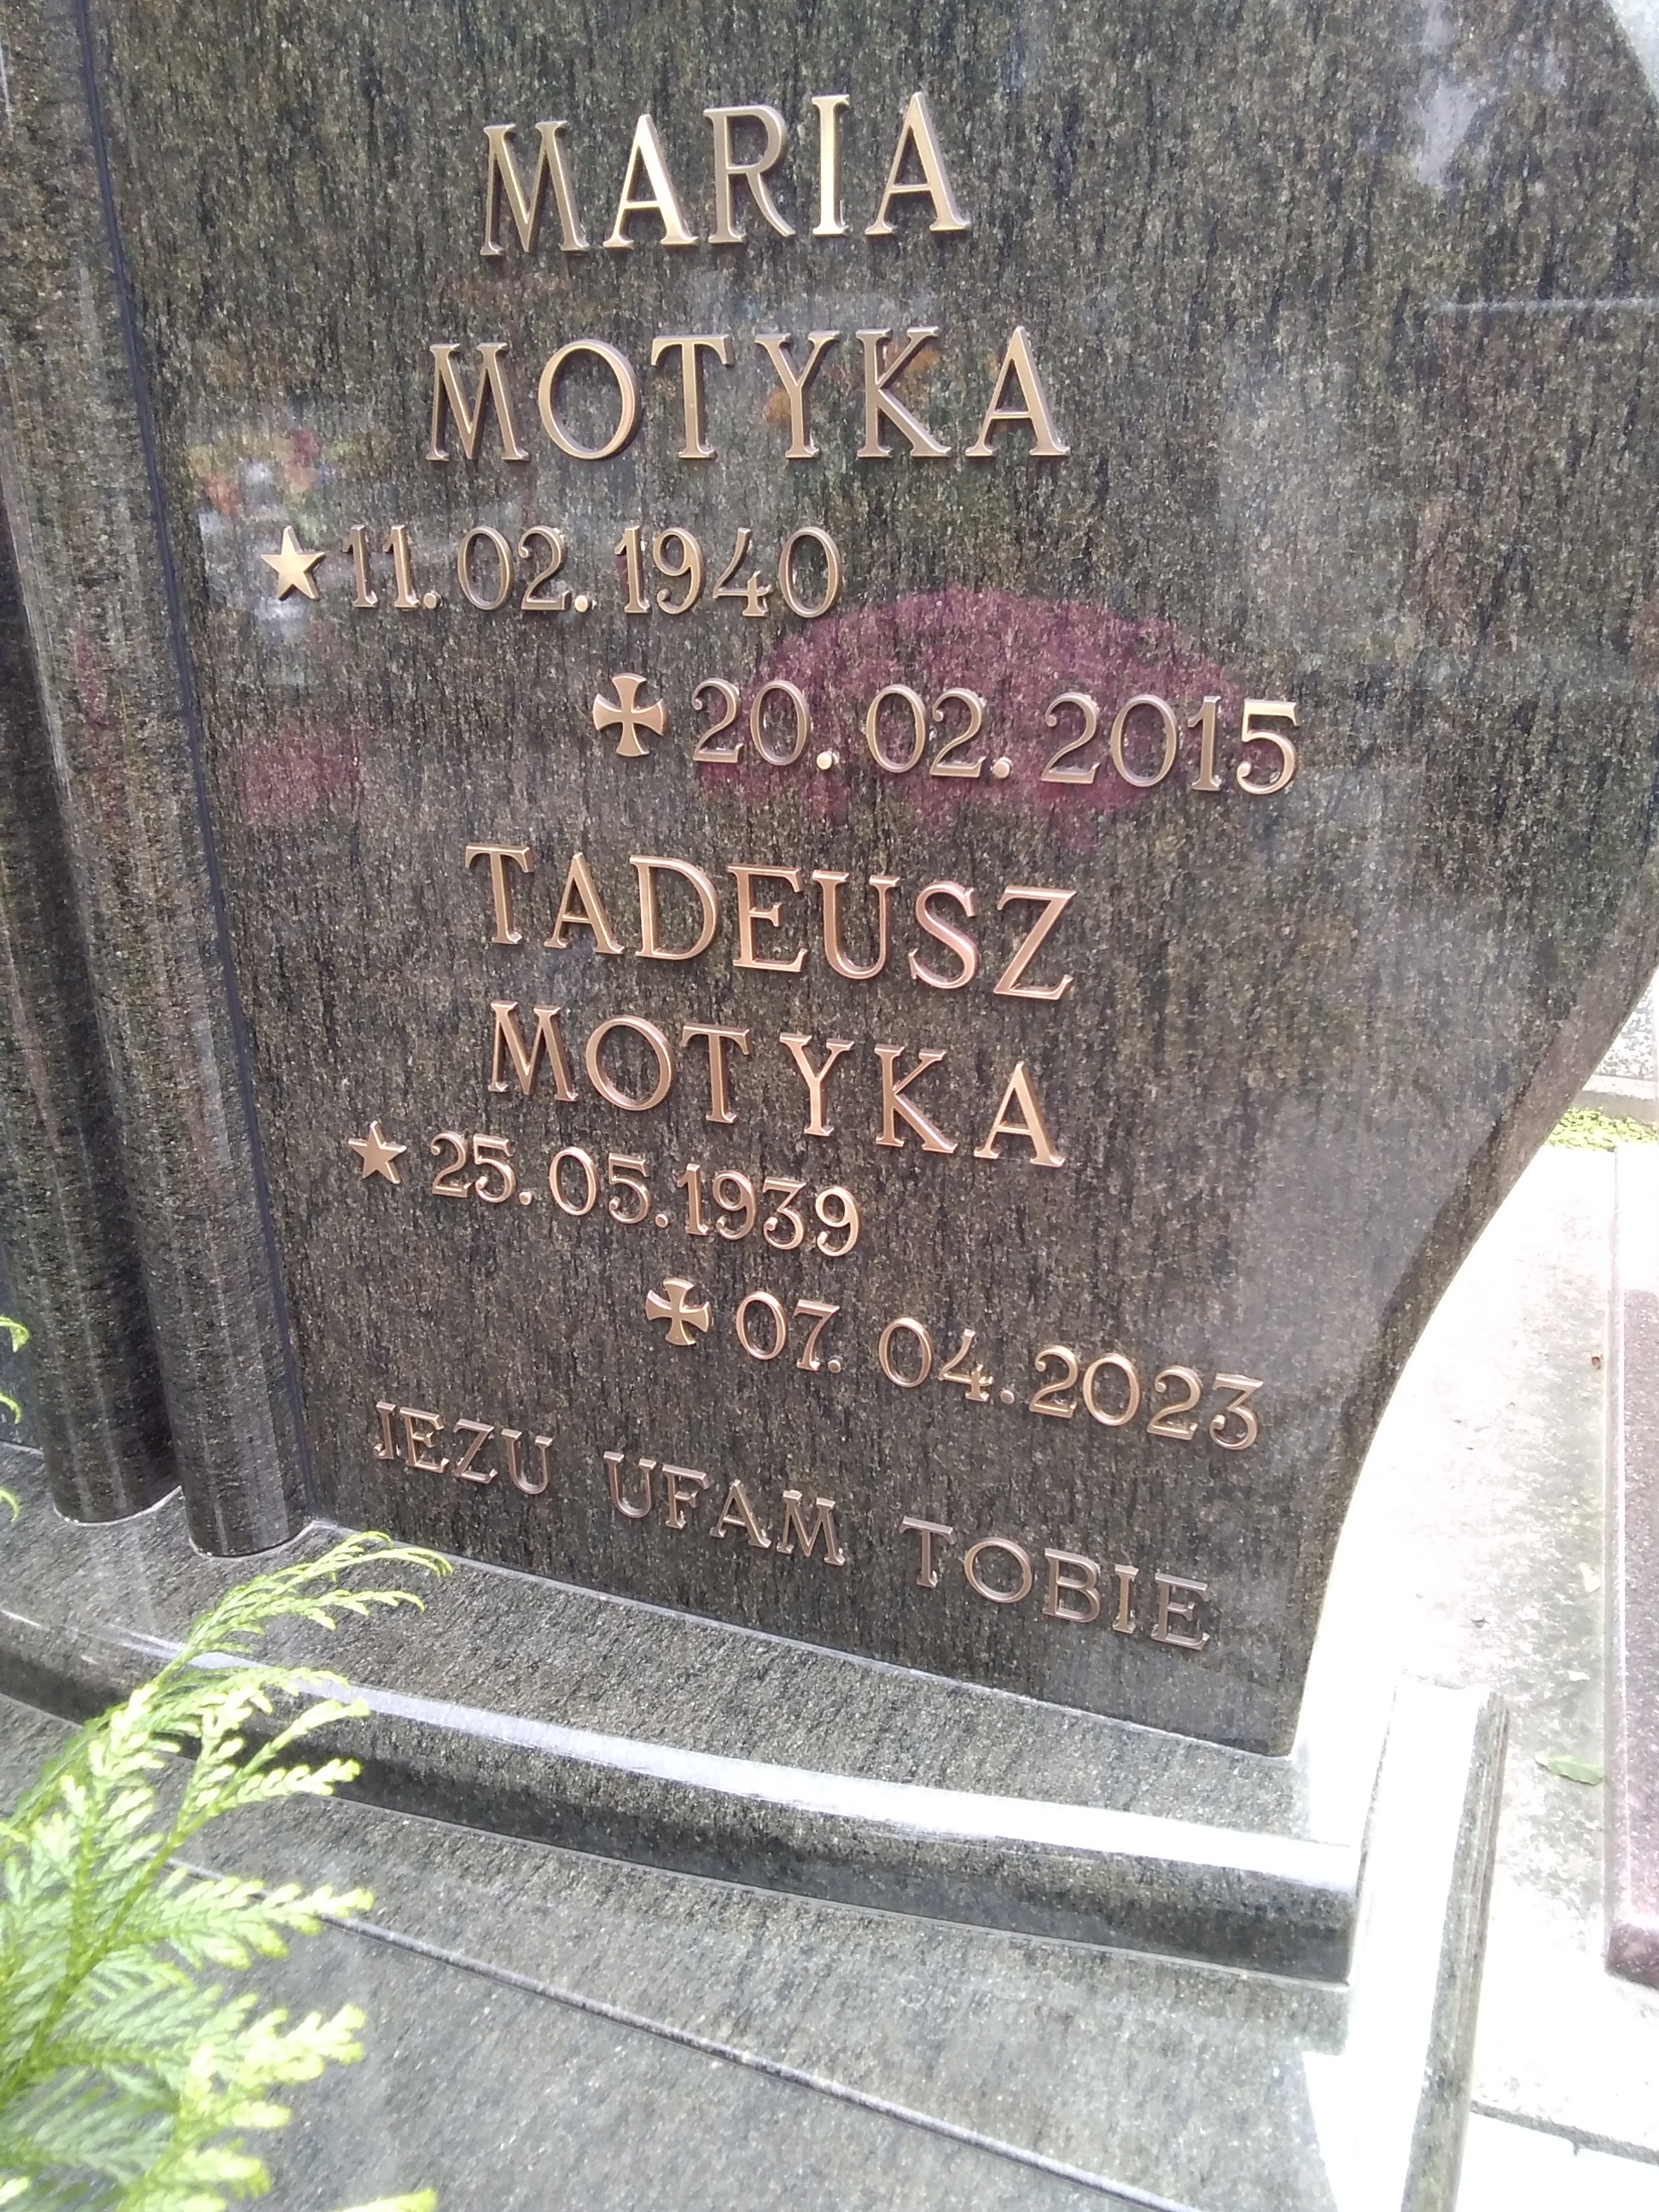 MARIA
MOTYKA
★ 11. 02. 1940
✠ 20. 02. 2015
TADEUSZ
MOTYKA
★ 25. 05. 1939
✠ 07. 04. 2023
JEZU UFAM TOBIE